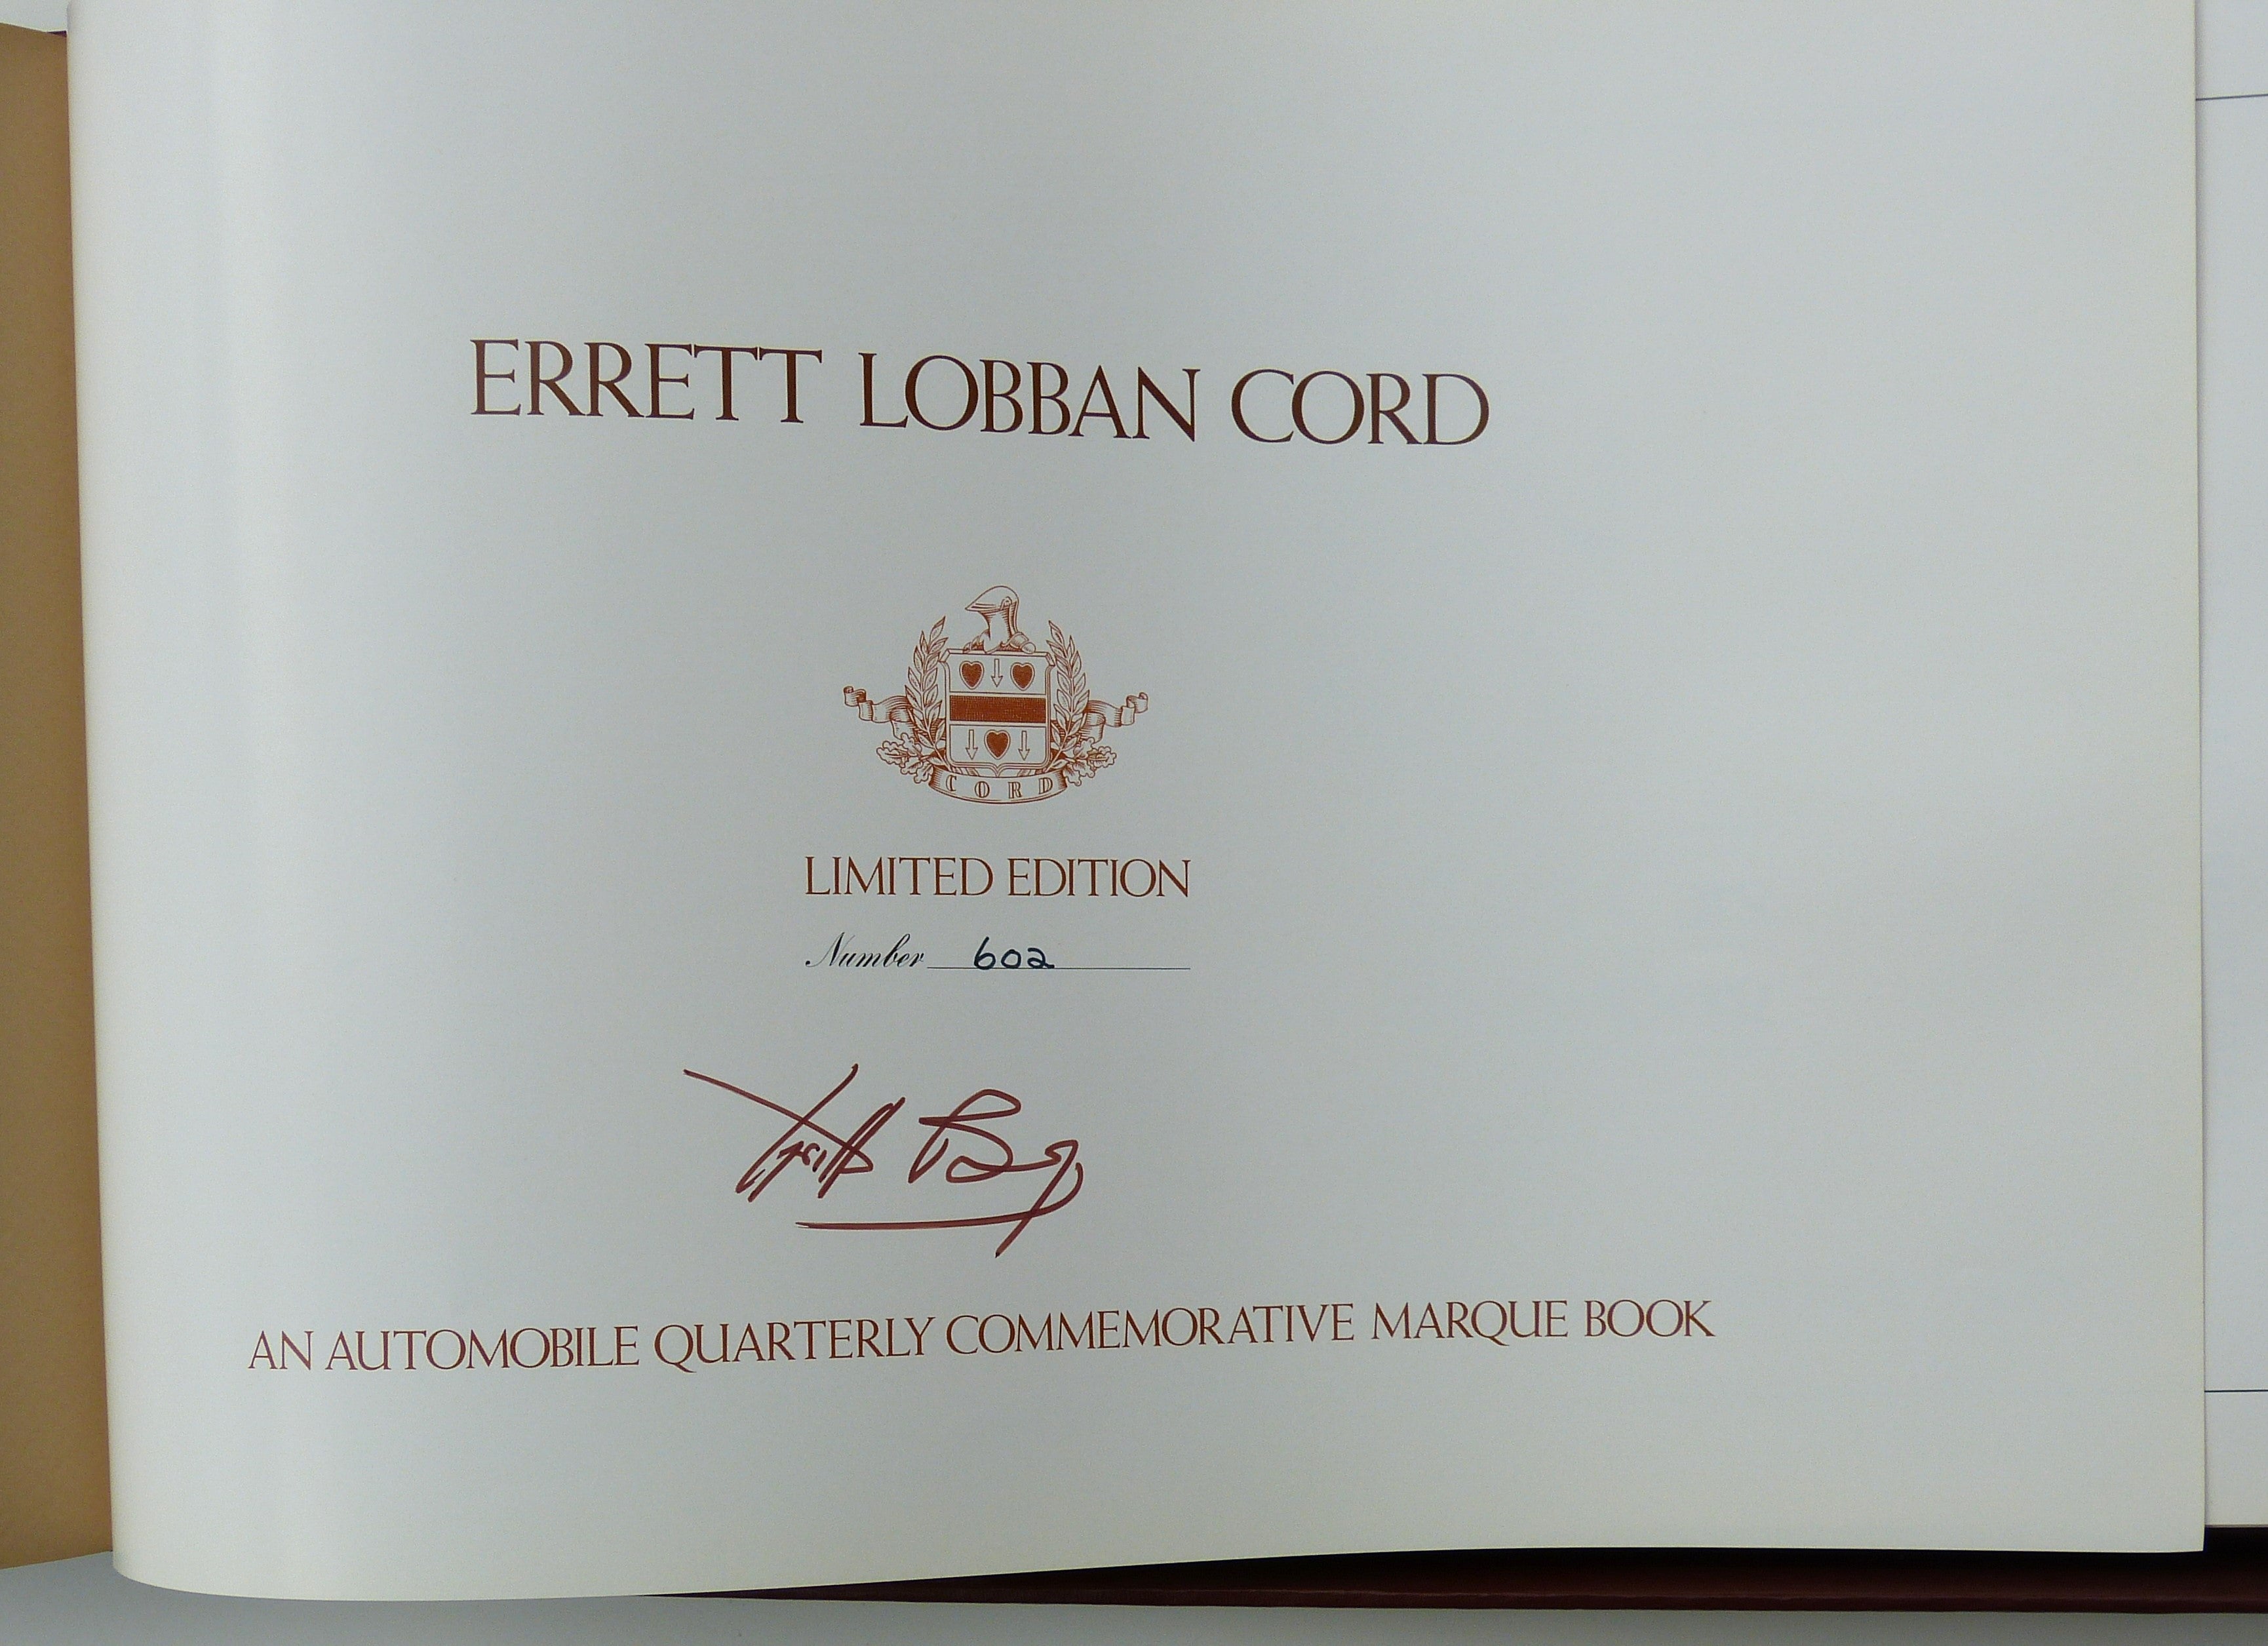 ERRETT LOBBAN CORD
CORD
LIMITED EDITION
Number 602
AN AUTOMOBILE QUARTERLY COMMEMORATIVE MARQUE BOOK